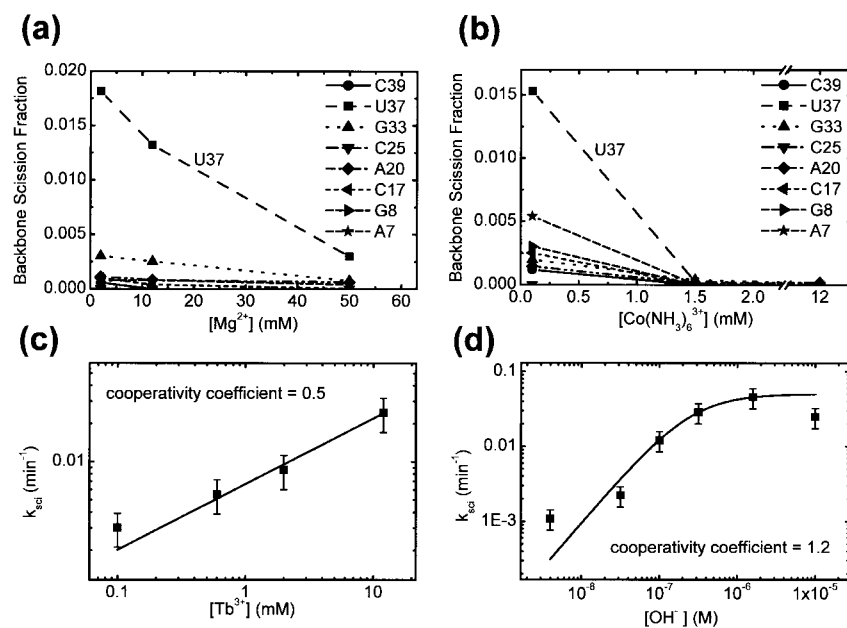 (a)
Backbone Scission Fraction
0.020
0.015
0.010
0.005
0.000
U37
C39
U37
G33
C25
A20
C17
G8
A7
0 10 20 30 40 50 60
[Mg²⁺] (mM)
(b)
Backbone Scission Fraction
0.015
0.010
0.005
0.000
U37
C39
U37
G33
C25
A20
C17
G8
A7
0.0 0.5 1.0 1.5 2.0 12
[Co(NH₃)₆³⁺] (mM)
(c)
cooperativity coefficient = 0.5
k_sci (min⁻¹)
0.01
0.1 1 10
[Tb³⁺] (mM)
(d)
k_sci (min⁻¹)
0.1
0.01
1E-3
cooperativity coefficient = 1.2
10⁻⁸ 10⁻⁷ 10⁻⁶ 1x10⁻⁵
[OH⁻] (M)